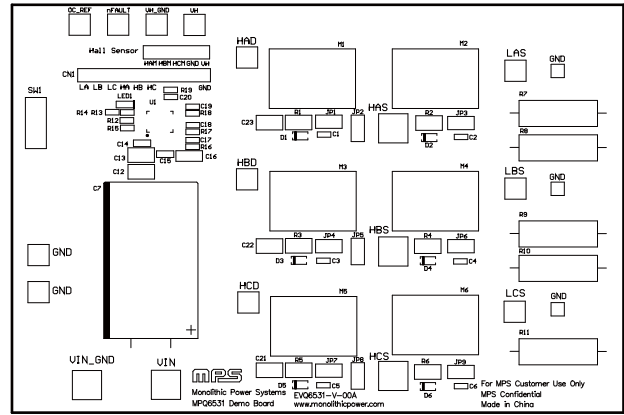 OC_REF nFAULT VH_GND VH
Hall Sensor
HAM HBM HCM GND VH
CN1
LA LB LC HA HB HC GND
SW1
LED1 U1 R19
C20
R14 R13 C19
R18
R12 C18
R15 R17
C14 C17
R16
C13 C15 C16
C12
C7
GND
GND
VIN_GND VIN
HAD M1 M2 LAS GND
HAS
C23 R1 JP1 JP2 R2 JP3
D1 C1 D2 C2
R7
R8
HBD M3 M4 LBS GND
HBS
C22 R3 JP4 JP5 R4 JP6
D3 C3 D4 C4
R9
R10
HCD M5 M6 LCS GND
HCS
C21 R5 JP7 JP8 R6 JP9
D5 C5 D6 C6
R11
mps
Monolithic Power Systems EVQ6531-V-00A
MPQ6531 Demo Board www.monolithicpower.com
For MPS Customer Use Only
MPS Confidential
Made in China